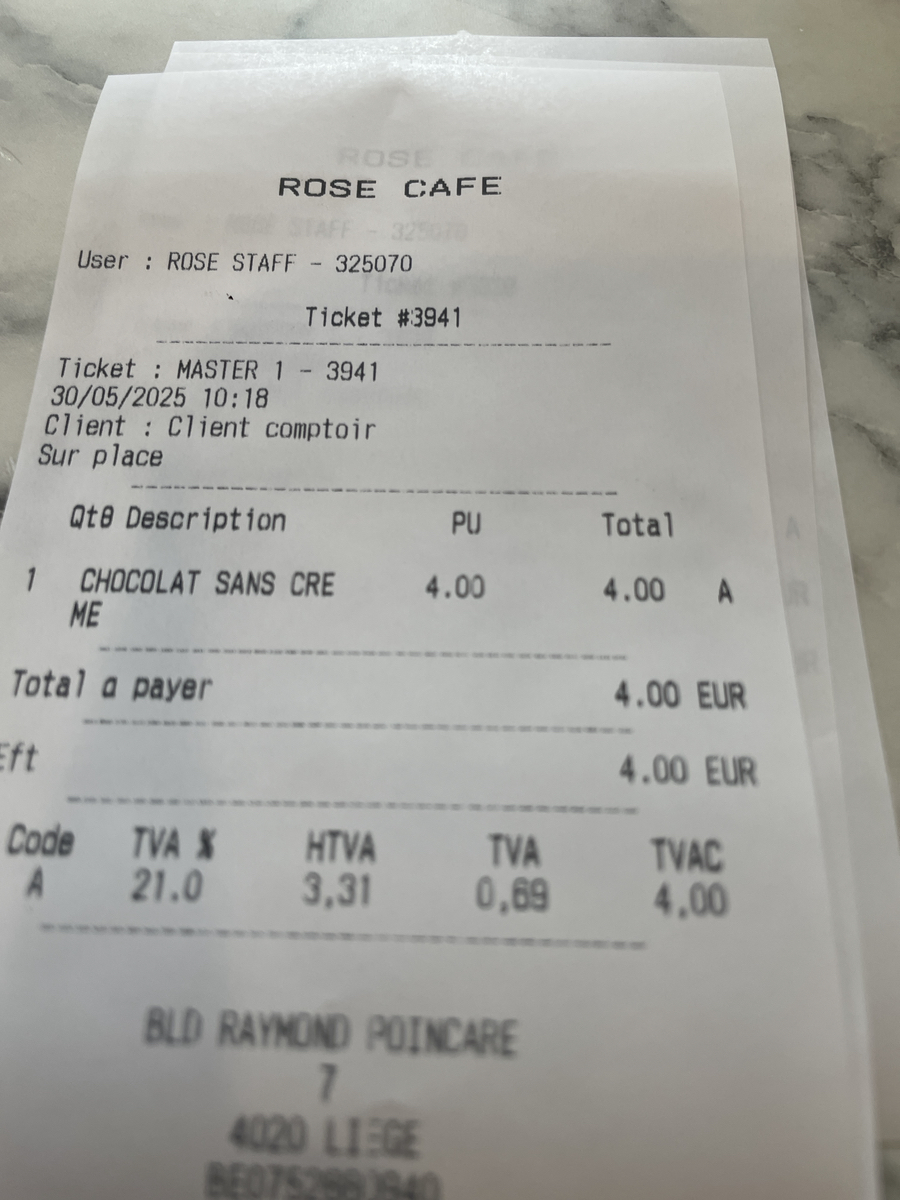 ROSE CAFE
User : ROSE STAFF - 325070
Ticket #3941
Ticket : MASTER 1 - 3941
30/05/2025 10:18
Client : Client comptoir
Sur place
Qtθ Description PU Total
1 CHOCOLAT SANS CRE 4.00 4.00 A
ME
Total a payer 4.00 EUR
Eft 4.00 EUR
Code TVA % HTVA TVA TVAC
A 21.0 3,31 0,69 4,00
BLD RAYMOND POINCARE
7
4020 LIEGE